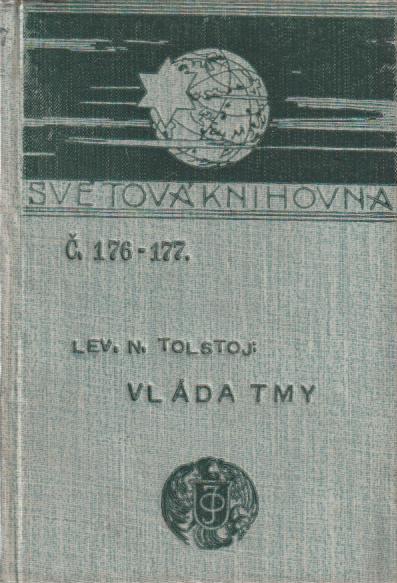 SVĚTOVÁ KNIHOVNA
Č. 176-177.
LEV. N. TOLSTOJ:
VLÁDA TMY